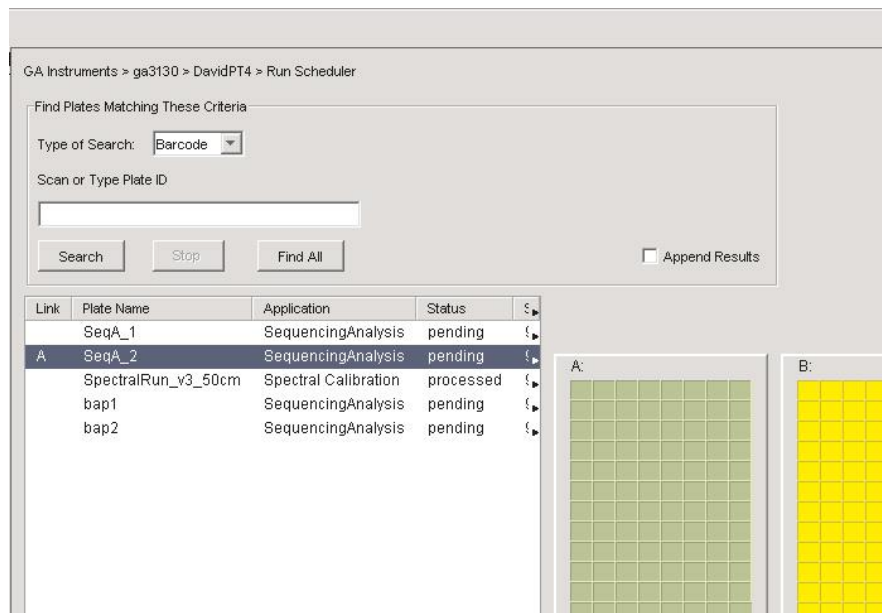 GA Instruments > ga3130 > DavidPT4 > Run Scheduler
Find Plates Matching These Criteria
Type of Search: Barcode
Scan or Type Plate ID
Search Stop Find All Append Results
Link Plate Name Application Status
SeqA_1 SequencingAnalysis pending
A SeqA_2 SequencingAnalysis pending
SpectralRun_v3_50cm Spectral Calibration processed
bap1 SequencingAnalysis pending
bap2 SequencingAnalysis pending
A: B: